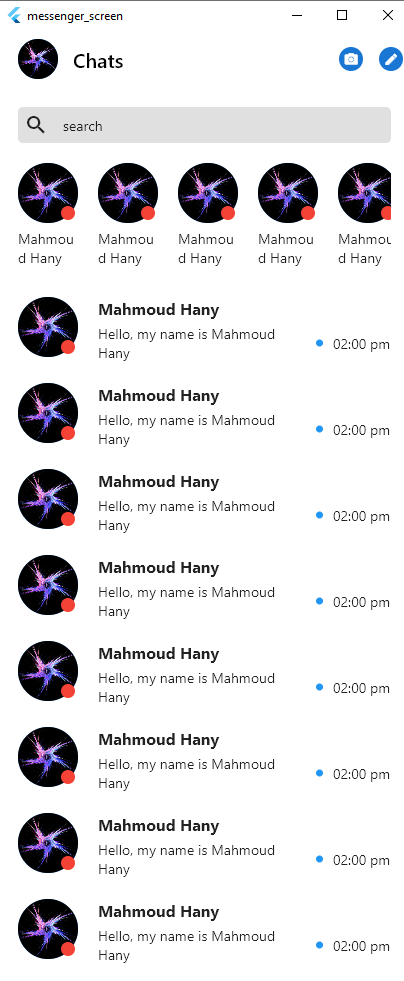 messenger_screen
Chats
search
Mahmou Mahmou Mahmou Mahmou Mahmou
d Hany d Hany d Hany d Hany d Hany
Mahmoud Hany
Hello, my name is Mahmoud
Hany
02:00 pm
Mahmoud Hany
Hello, my name is Mahmoud
Hany
02:00 pm
Mahmoud Hany
Hello, my name is Mahmoud
Hany
02:00 pm
Mahmoud Hany
Hello, my name is Mahmoud
Hany
02:00 pm
Mahmoud Hany
Hello, my name is Mahmoud
Hany
02:00 pm
Mahmoud Hany
Hello, my name is Mahmoud
Hany
02:00 pm
Mahmoud Hany
Hello, my name is Mahmoud
Hany
02:00 pm
Mahmoud Hany
Hello, my name is Mahmoud
Hany
02:00 pm